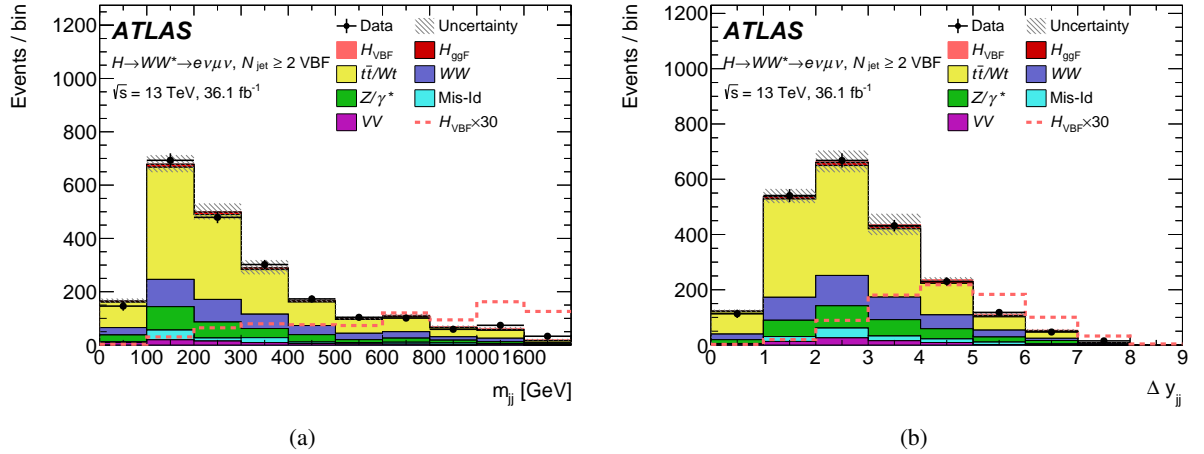 Events / bin
1200
1000
800
600
400
200
0
ATLAS
H→WW*→eνμν, N_jet ≥ 2 VBF
√s = 13 TeV, 36.1 fb⁻¹
Data Uncertainty
H_VBF H_ggF
tt̄/Wt WW
Z/γ* Mis-Id
VV H_VBF×30
0 100 200 300 400 500 600 800 1000 1600
m_jj [GeV]
(a)
Events / bin
1200
1000
800
600
400
200
0
ATLAS
H→WW*→eνμν, N_jet ≥ 2 VBF
√s = 13 TeV, 36.1 fb⁻¹
Data Uncertainty
H_VBF H_ggF
tt̄/Wt WW
Z/γ* Mis-Id
VV H_VBF×30
0 1 2 3 4 5 6 7 8 9
Δ y_jj
(b)